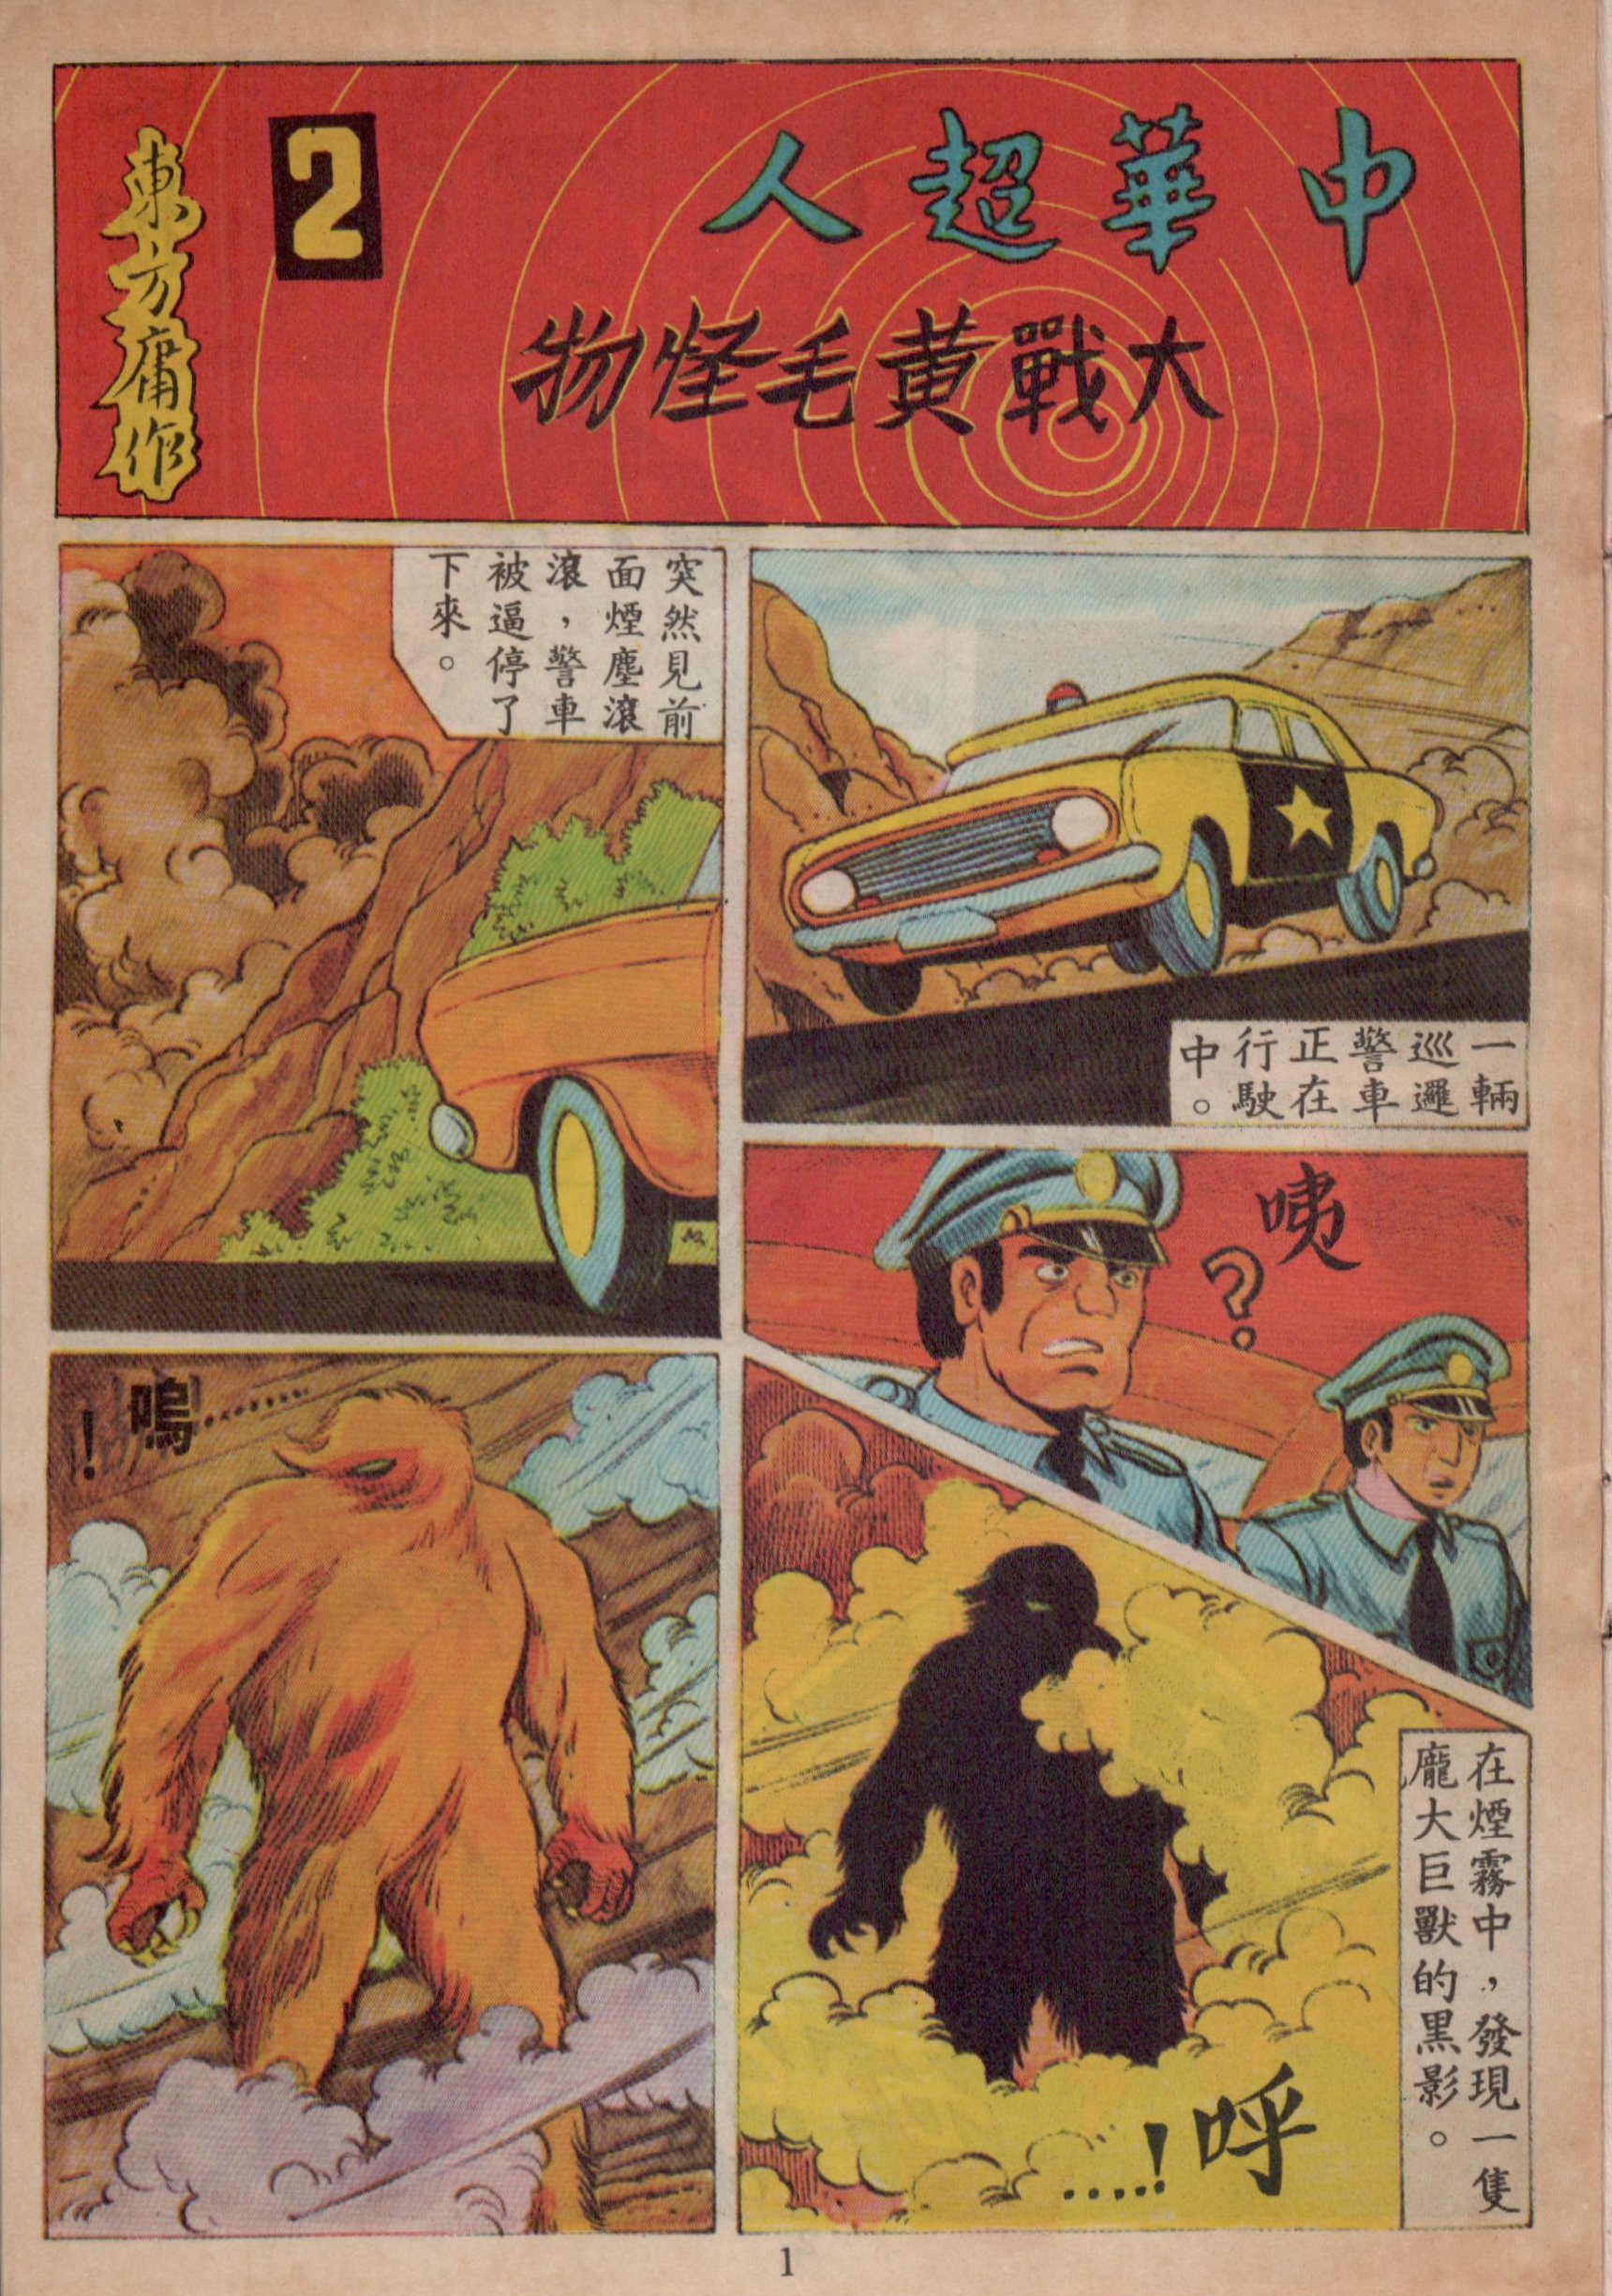 中華超人
2
大戰黃毛怪物
東方庸作
一輛
巡邏
警車
正在
行駛
中。
突然見前
面煙塵滾
滾，警車
被逼停了
下來。
咦
？
在煙霧中，發現一隻
龐大巨獸的黑影。
呼！.....
嗚………！
1